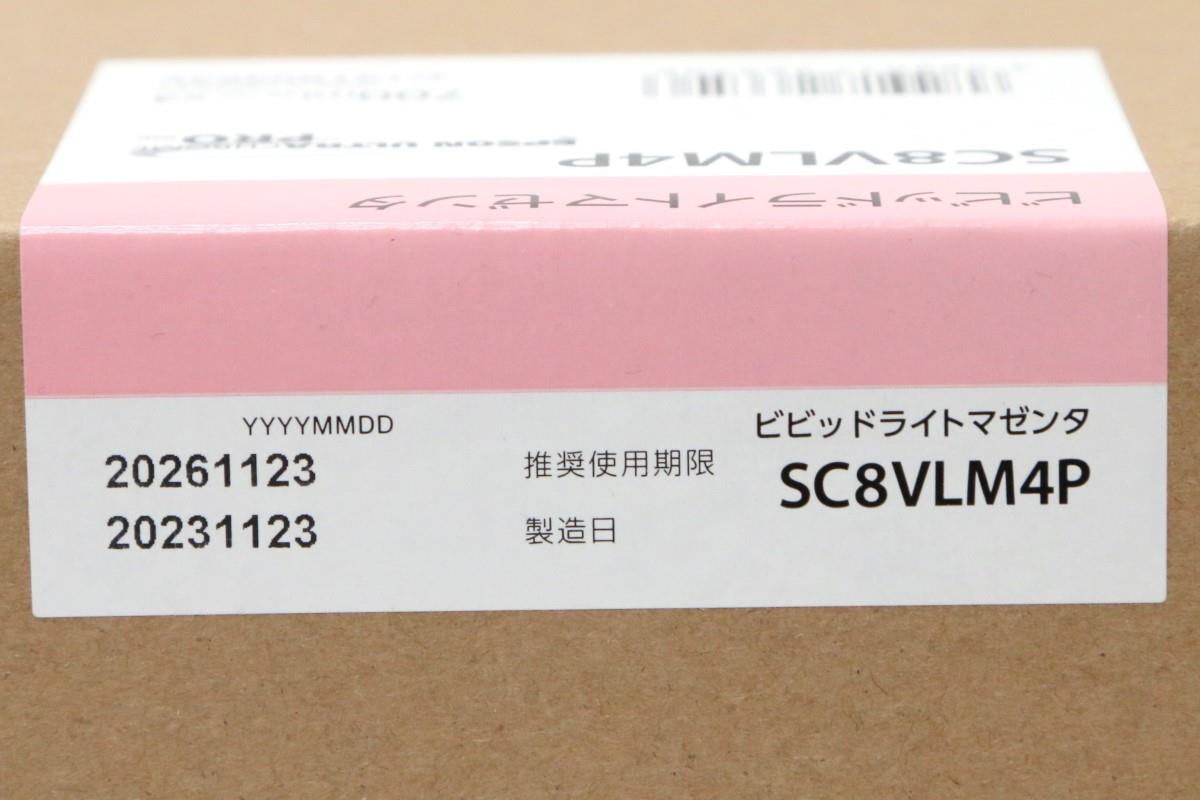 SC8VLM4P
ビビッドライトマゼンタ
YYYYMMDD
20261123 推奨使用期限
20231123 製造日
ビビッドライトマゼンタ
SC8VLM4P